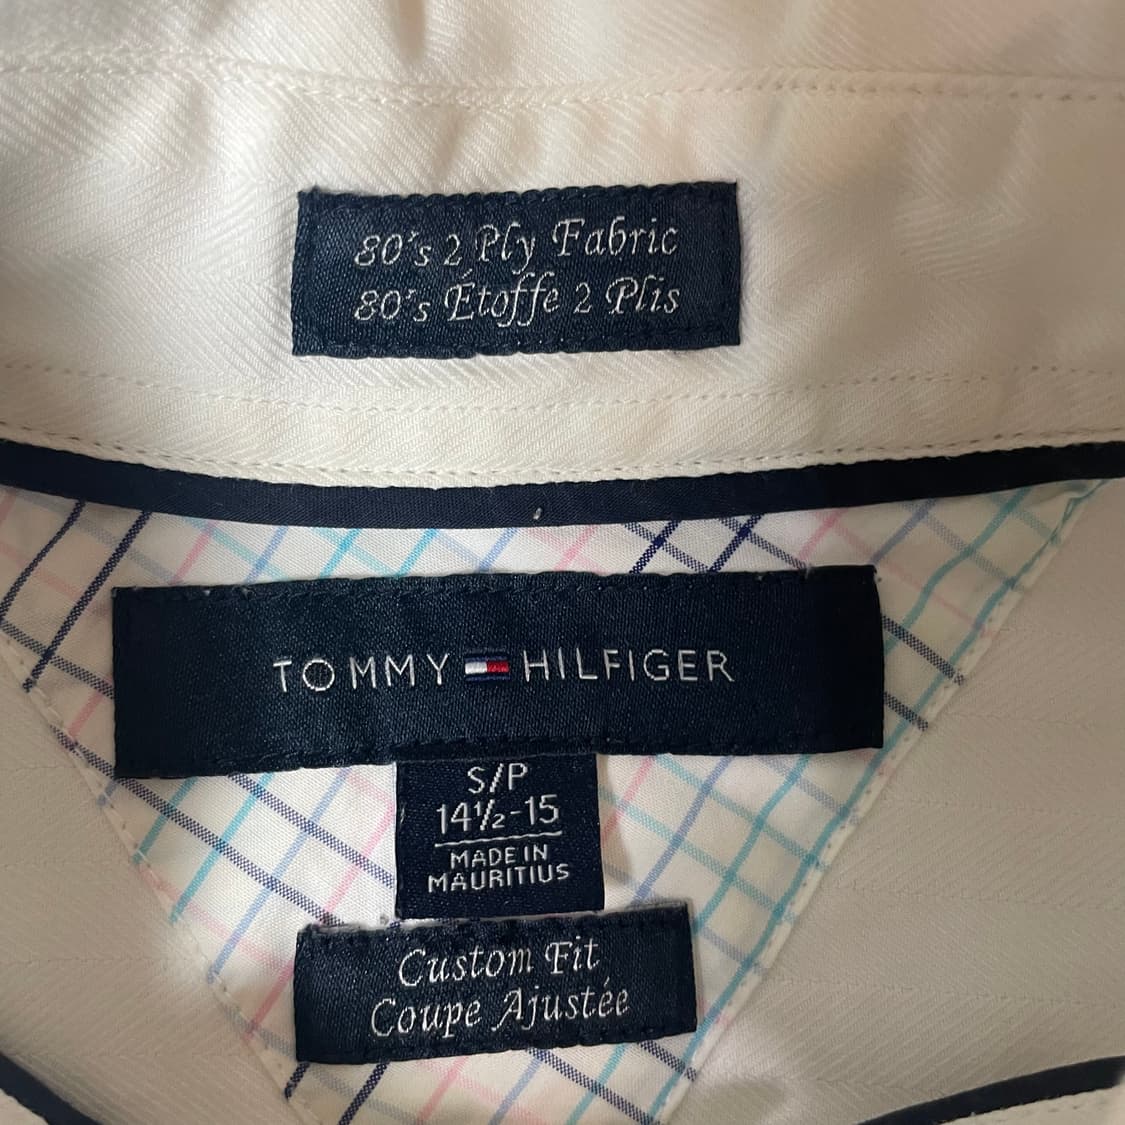 80's 2 Ply Fabric
80's Étoffe 2 Plis
TOMMY HILFIGER
S/P
14½-15
MADE IN
MAURITIUS
Custom Fit
Coupe Ajustée